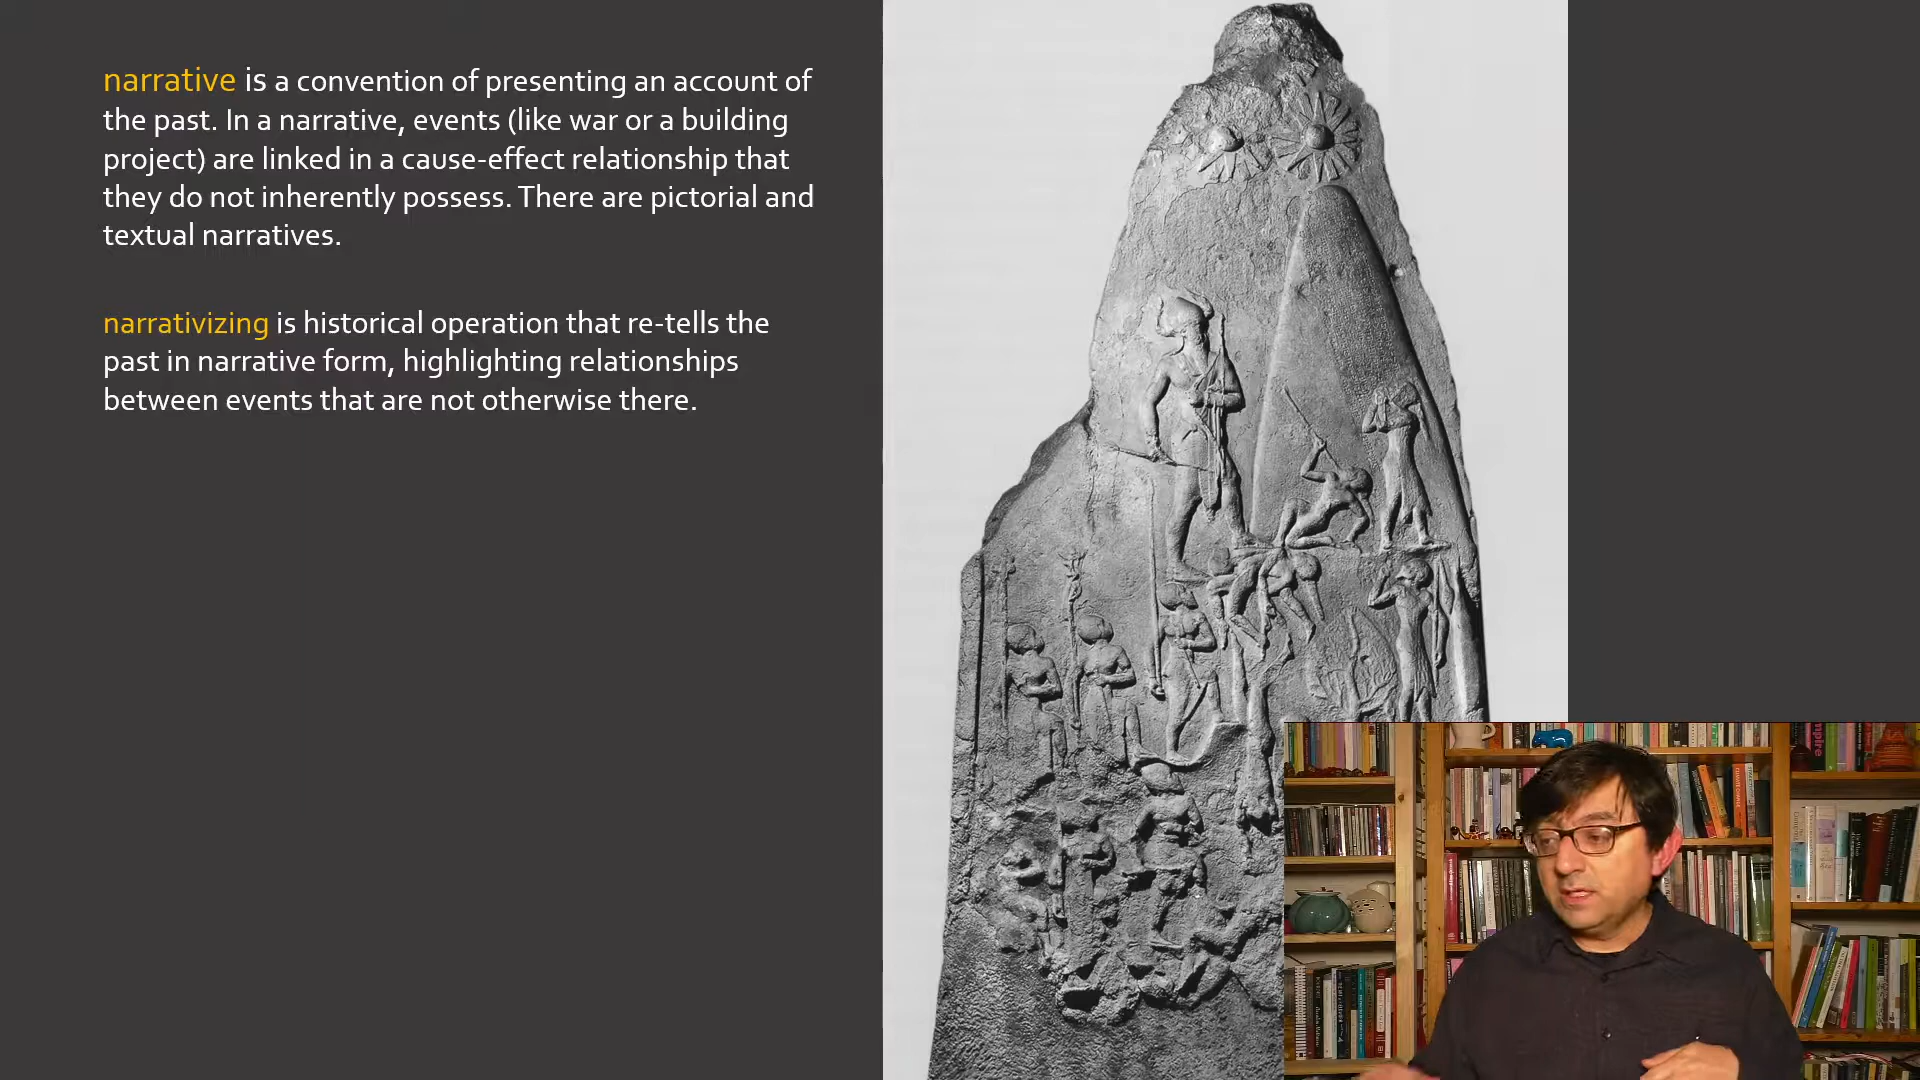 narrative is a convention of presenting an account of
the past. In a narrative, events (like war or a building
project) are linked in a cause-effect relationship that
they do not inherently possess. There are pictorial and
textual narratives.
narrativizing is historical operation that re-tells the
past in narrative form, highlighting relationships
between events that are not otherwise there.